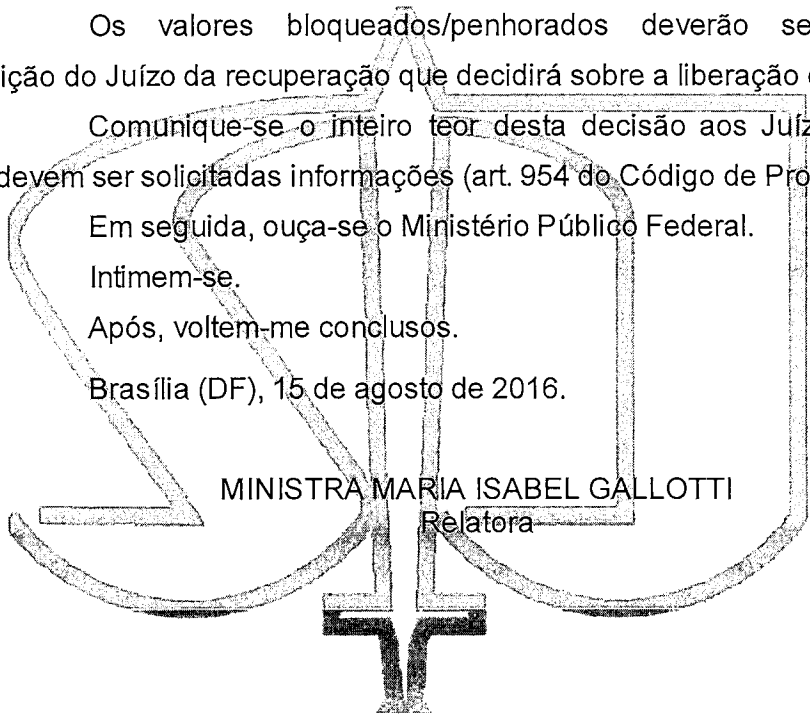 Os valores bloqueados/penhorados deverão se
ição do Juízo da recuperação que decidirá sobre a liberação
Comunique-se o inteiro teor desta decisão aos Juíz
devem ser solicitadas informações (art. 954 do Código de Pro
Em seguida, ouça-se o Ministério Público Federal.
Intimem-se.
Após, voltem-me conclusos.
Brasília (DF), 15 de agosto de 2016.
MINISTRA MARIA ISABEL GALLOTTI
Relatora